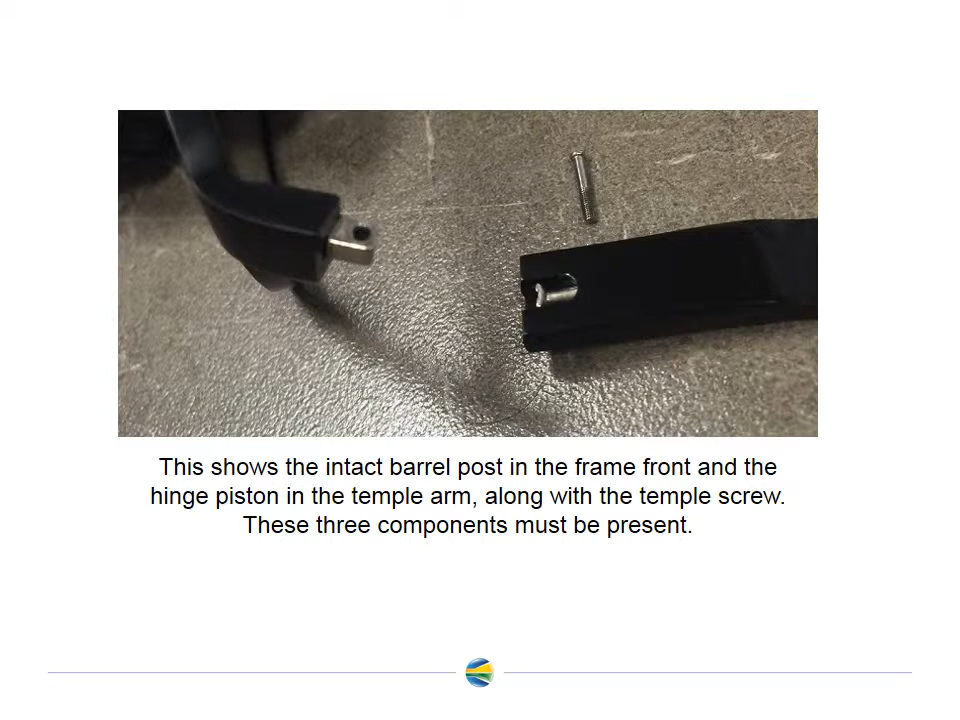 This shows the intact barrel post in the frame front and the
hinge piston in the temple arm, along with the temple screw.
These three components must be present.